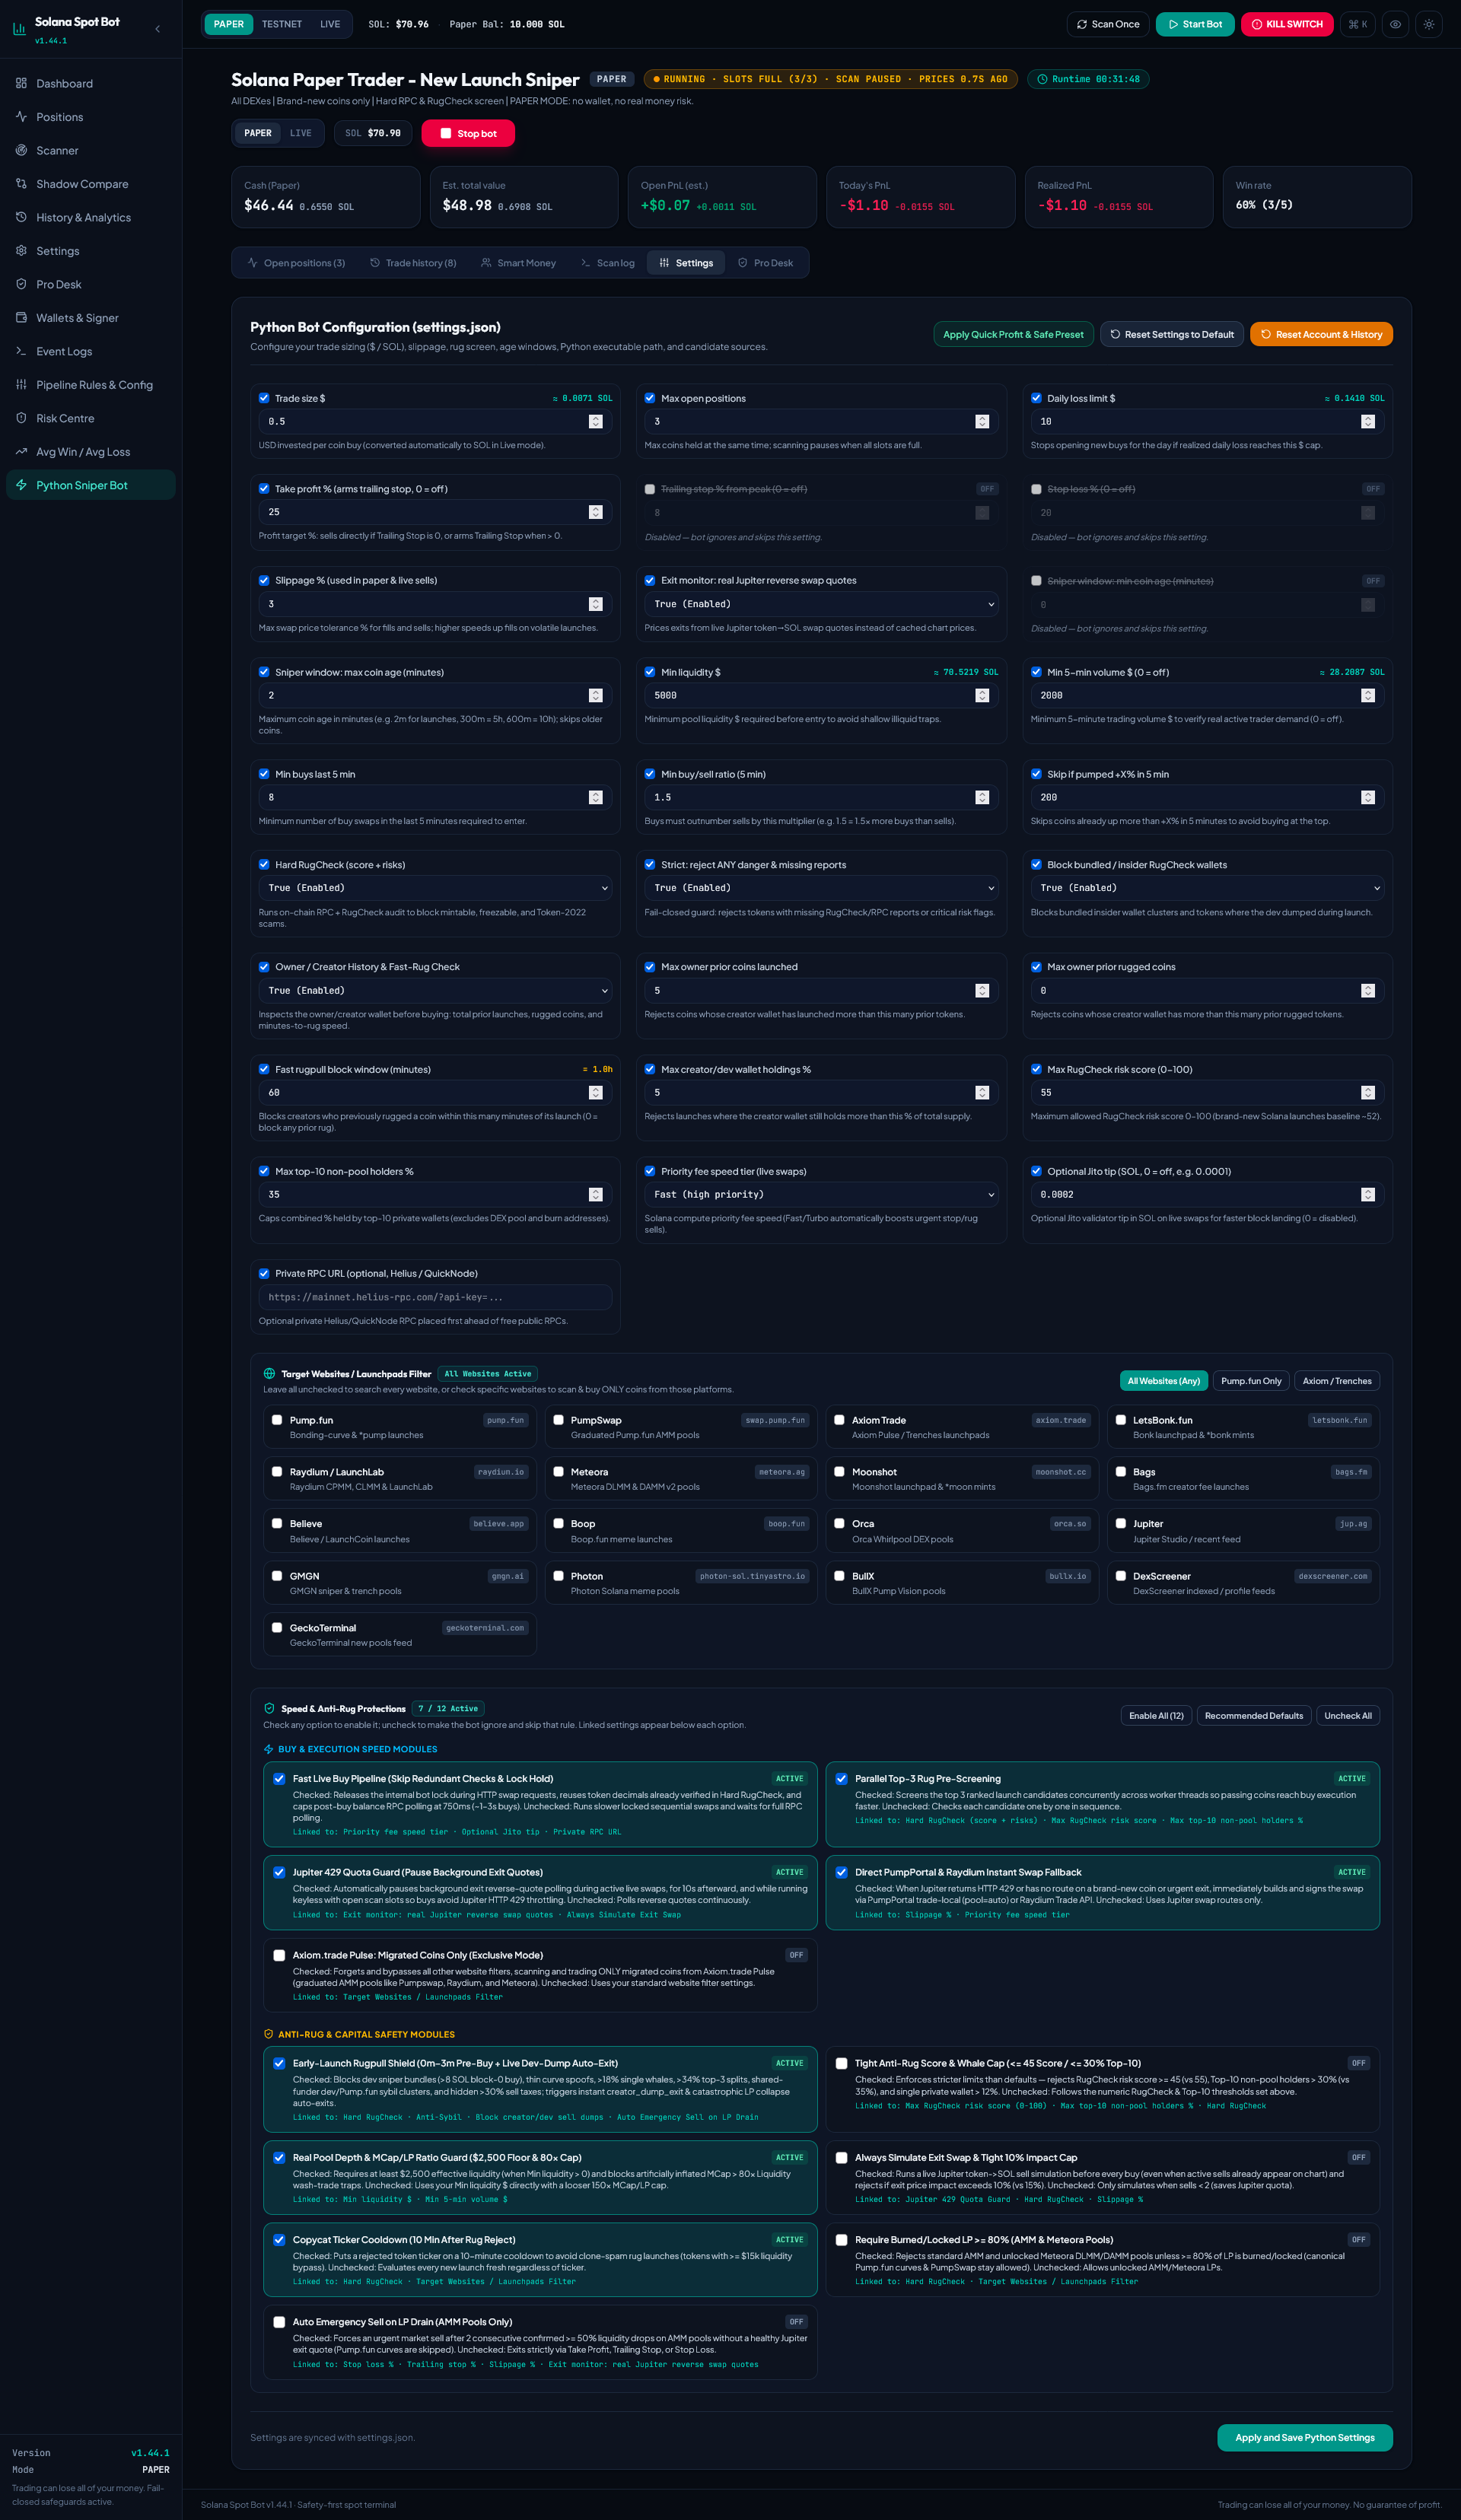 Solana Spot Bot
v1.44.1
Dashboard
Positions
Scanner
Shadow Compare
History & Analytics
Settings
Pro Desk
Wallets & Signer
Event Logs
Pipeline Rules & Config
Risk Centre
Avg Win / Avg Loss
Python Sniper Bot
Version v1.44.1
Mode PAPER
Trading can lose all of your money. Fail-
closed safeguards active.
PAPER TESTNET LIVE SOL: $70.96 · Paper Bal: 10.000 SOL Scan Once Start Bot KILL SWITCH ⌘ K
Solana Paper Trader - New Launch Sniper PAPER RUNNING · SLOTS FULL (3/3) · SCAN PAUSED · PRICES 0.7S AGO Runtime 00:31:48
All DEXes | Brand-new coins only | Hard RPC & RugCheck screen | PAPER MODE: no wallet, no real money risk.
PAPER LIVE SOL $70.90 Stop bot
Cash (Paper) Est. total value Open PnL (est.) Today's PnL Realized PnL Win rate
$46.44 0.6550 SOL $48.98 0.6908 SOL +$0.07 +0.0011 SOL -$1.10 -0.0155 SOL -$1.10 -0.0155 SOL 60% (3/5)
Open positions (3) Trade history (8) Smart Money Scan log Settings Pro Desk
Python Bot Configuration (settings.json)
Configure your trade sizing ($ / SOL), slippage, rug screen, age windows, Python executable path, and candidate sources.
Apply Quick Profit & Safe Preset Reset Settings to Default Reset Account & History
Trade size $ ≈ 0.0071 SOL
0.5
USD invested per coin buy (converted automatically to SOL in Live mode).
Max open positions
3
Max coins held at the same time; scanning pauses when all slots are full.
Daily loss limit $ ≈ 0.1410 SOL
10
Stops opening new buys for the day if realized daily loss reaches this $ cap.
Take profit % (arms trailing stop, 0 = off)
25
Profit target %: sells directly if Trailing Stop is 0, or arms Trailing Stop when > 0.
Trailing stop % from peak (0 = off) OFF
8
Disabled — bot ignores and skips this setting.
Stop loss % (0 = off) OFF
20
Disabled — bot ignores and skips this setting.
Slippage % (used in paper & live sells)
3
Max swap price tolerance % for fills and sells; higher speeds up fills on volatile launches.
Exit monitor: real Jupiter reverse swap quotes
True (Enabled)
Prices exits from live Jupiter token→SOL swap quotes instead of cached chart prices.
Sniper window: min coin age (minutes) OFF
0
Disabled — bot ignores and skips this setting.
Sniper window: max coin age (minutes)
2
Maximum coin age in minutes (e.g. 2m for launches, 300m = 5h, 600m = 10h); skips older
coins.
Min liquidity $ ≈ 70.5219 SOL
5000
Minimum pool liquidity $ required before entry to avoid shallow illiquid traps.
Min 5-min volume $ (0 = off) ≈ 28.2087 SOL
2000
Minimum 5-minute trading volume $ to verify real active trader demand (0 = off).
Min buys last 5 min
8
Minimum number of buy swaps in the last 5 minutes required to enter.
Min buy/sell ratio (5 min)
1.5
Buys must outnumber sells by this multiplier (e.g. 1.5 = 1.5x more buys than sells).
Skip if pumped +X% in 5 min
200
Skips coins already up more than +X% in 5 minutes to avoid buying at the top.
Hard RugCheck (score + risks)
True (Enabled)
Runs on-chain RPC + RugCheck audit to block mintable, freezable, and Token-2022
scams.
Strict: reject ANY danger & missing reports
True (Enabled)
Fail-closed guard: rejects tokens with missing RugCheck/RPC reports or critical risk flags.
Block bundled / insider RugCheck wallets
True (Enabled)
Blocks bundled insider wallet clusters and tokens where the dev dumped during launch.
Owner / Creator History & Fast-Rug Check
True (Enabled)
Inspects the owner/creator wallet before buying: total prior launches, rugged coins, and
minutes-to-rug speed.
Max owner prior coins launched
5
Rejects coins whose creator wallet has launched more than this many prior tokens.
Max owner prior rugged coins
0
Rejects coins whose creator wallet has more than this many prior rugged tokens.
Fast rugpull block window (minutes) = 1.0h
60
Blocks creators who previously rugged a coin within this many minutes of its launch (0 =
block any prior rug).
Max creator/dev wallet holdings %
5
Rejects launches where the creator wallet still holds more than this % of total supply.
Max RugCheck risk score (0-100)
55
Maximum allowed RugCheck risk score 0-100 (brand-new Solana launches baseline ~52).
Max top-10 non-pool holders %
35
Caps combined % held by top-10 private wallets (excludes DEX pool and burn addresses).
Priority fee speed tier (live swaps)
Fast (high priority)
Solana compute priority fee speed (Fast/Turbo automatically boosts urgent stop/rug
sells).
Optional Jito tip (SOL, 0 = off, e.g. 0.0001)
0.0002
Optional Jito validator tip in SOL on live swaps for faster block landing (0 = disabled).
Private RPC URL (optional, Helius / QuickNode)
https://mainnet.helius-rpc.com/?api-key=...
Optional private Helius/QuickNode RPC placed first ahead of free public RPCs.
Target Websites / Launchpads Filter All Websites Active
Leave all unchecked to search every website, or check specific websites to scan & buy ONLY coins from those platforms.
All Websites (Any) Pump.fun Only Axiom / Trenches
Pump.fun pump.fun
Bonding-curve & *pump launches
PumpSwap swap.pump.fun
Graduated Pump.fun AMM pools
Axiom Trade axiom.trade
Axiom Pulse / Trenches launchpads
LetsBonk.fun letsbonk.fun
Bonk launchpad & *bonk mints
Raydium / LaunchLab raydium.io
Raydium CPMM, CLMM & LaunchLab
Meteora meteora.ag
Meteora DLMM & DAMM v2 pools
Moonshot moonshot.cc
Moonshot launchpad & *moon mints
Bags bags.fm
Bags.fm creator fee launches
Believe believe.app
Believe / LaunchCoin launches
Boop boop.fun
Boop.fun meme launches
Orca orca.so
Orca Whirlpool DEX pools
Jupiter jup.ag
Jupiter Studio / recent feed
GMGN gmgn.ai
GMGN sniper & trench pools
Photon photon-sol.tinyastro.io
Photon Solana meme pools
BullX bullx.io
BullX Pump Vision pools
DexScreener dexscreener.com
DexScreener indexed / profile feeds
GeckoTerminal geckoterminal.com
GeckoTerminal new pools feed
Speed & Anti-Rug Protections 7 / 12 Active
Check any option to enable it; uncheck to make the bot ignore and skip that rule. Linked settings appear below each option.
Enable All (12) Recommended Defaults Uncheck All
BUY & EXECUTION SPEED MODULES
Fast Live Buy Pipeline (Skip Redundant Checks & Lock Hold) ACTIVE
Checked: Releases the internal bot lock during HTTP swap requests, reuses token decimals already verified in Hard RugCheck, and
caps post-buy balance RPC polling at 750ms (~1-3s buys). Unchecked: Runs slower locked sequential swaps and waits for full RPC
polling.
Linked to: Priority fee speed tier · Optional Jito tip · Private RPC URL
Parallel Top-3 Rug Pre-Screening ACTIVE
Checked: Screens the top 3 ranked launch candidates concurrently across worker threads so passing coins reach buy execution
faster. Unchecked: Checks each candidate one by one in sequence.
Linked to: Hard RugCheck (score + risks) · Max RugCheck risk score · Max top-10 non-pool holders %
Jupiter 429 Quota Guard (Pause Background Exit Quotes) ACTIVE
Checked: Automatically pauses background exit reverse-quote polling during active live swaps, for 10s afterward, and while running
keyless with open scan slots so buys avoid Jupiter HTTP 429 throttling. Unchecked: Polls reverse quotes continuously.
Linked to: Exit monitor: real Jupiter reverse swap quotes · Always Simulate Exit Swap
Direct PumpPortal & Raydium Instant Swap Fallback ACTIVE
Checked: When Jupiter returns HTTP 429 or has no route on a brand-new coin or urgent exit, immediately builds and signs the swap
via PumpPortal trade-local (pool=auto) or Raydium Trade API. Unchecked: Uses Jupiter swap routes only.
Linked to: Slippage % · Priority fee speed tier
Axiom.trade Pulse: Migrated Coins Only (Exclusive Mode) OFF
Checked: Forgets and bypasses all other website filters, scanning and trading ONLY migrated coins from Axiom.trade Pulse
(graduated AMM pools like Pumpswap, Raydium, and Meteora). Unchecked: Uses your standard website filter settings.
Linked to: Target Websites / Launchpads Filter
ANTI-RUG & CAPITAL SAFETY MODULES
Early-Launch Rugpull Shield (0m-3m Pre-Buy + Live Dev-Dump Auto-Exit) ACTIVE
Checked: Blocks dev sniper bundles (>8 SOL block-0 buy), thin curve spoofs, >18% single whales, >34% top-3 splits, shared-
funder dev/Pump.fun sybil clusters, and hidden >30% sell taxes; triggers instant creator_dump_exit & catastrophic LP collapse
auto-exits.
Linked to: Hard RugCheck · Anti-Sybil · Block creator/dev sell dumps · Auto Emergency Sell on LP Drain
Tight Anti-Rug Score & Whale Cap (<= 45 Score / <= 30% Top-10) OFF
Checked: Enforces stricter limits than defaults — rejects RugCheck risk score >= 45 (vs 55), Top-10 non-pool holders > 30% (vs
35%), and single private wallet > 12%. Unchecked: Follows the numeric RugCheck & Top-10 thresholds set above.
Linked to: Max RugCheck risk score (0-100) · Max top-10 non-pool holders % · Hard RugCheck
Real Pool Depth & MCap/LP Ratio Guard ($2,500 Floor & 80x Cap) ACTIVE
Checked: Requires at least $2,500 effective liquidity (when Min liquidity > 0) and blocks artificially inflated MCap > 80x Liquidity
wash-trade traps. Unchecked: Uses your Min liquidity $ directly with a looser 150x MCap/LP cap.
Linked to: Min liquidity $ · Min 5-min volume $
Always Simulate Exit Swap & Tight 10% Impact Cap OFF
Checked: Runs a live Jupiter token->SOL sell simulation before every buy (even when active sells already appear on chart) and
rejects if exit price impact exceeds 10% (vs 15%). Unchecked: Only simulates when sells < 2 (saves Jupiter quota).
Linked to: Jupiter 429 Quota Guard · Hard RugCheck · Slippage %
Copycat Ticker Cooldown (10 Min After Rug Reject) ACTIVE
Checked: Puts a rejected token ticker on a 10-minute cooldown to avoid clone-spam rug launches (tokens with >= $15k liquidity
bypass). Unchecked: Evaluates every new launch fresh regardless of ticker.
Linked to: Hard RugCheck · Target Websites / Launchpads Filter
Require Burned/Locked LP >= 80% (AMM & Meteora Pools) OFF
Checked: Rejects standard AMM and unlocked Meteora DLMM/DAMM pools unless >= 80% of LP is burned/locked (canonical
Pump.fun curves & PumpSwap stay allowed). Unchecked: Allows unlocked AMM/Meteora LPs.
Linked to: Hard RugCheck · Target Websites / Launchpads Filter
Auto Emergency Sell on LP Drain (AMM Pools Only) OFF
Checked: Forces an urgent market sell after 2 consecutive confirmed >= 50% liquidity drops on AMM pools without a healthy Jupiter
exit quote (Pump.fun curves are skipped). Unchecked: Exits strictly via Take Profit, Trailing Stop, or Stop Loss.
Linked to: Stop loss % · Trailing stop % · Slippage % · Exit monitor: real Jupiter reverse swap quotes
Settings are synced with settings.json. Apply and Save Python Settings
Solana Spot Bot v1.44.1 · Safety-first spot terminal Trading can lose all of your money. No guarantee of profit.